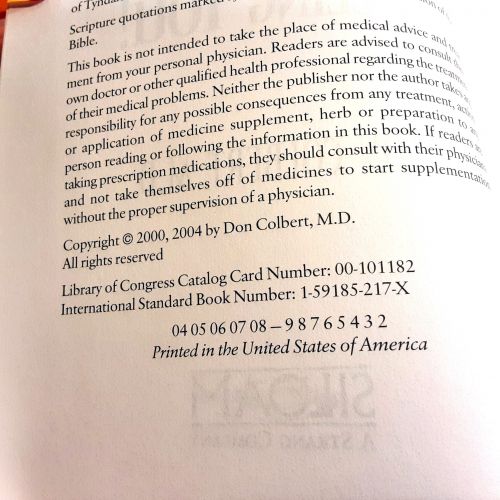 of Tyndale
Scripture quotations marked
Bible.
This book is not intended to take the place of medical advice and
ment from your personal physician. Readers are advised to consult
own doctor or other qualified health professional regarding the
of their medical problems. Neither the publisher nor the author takes
responsibility for any possible consequences from any treatment,
or application of medicine supplement, herb or preparation to
person reading or following the information in this book. If readers
taking prescription medications, they should consult with their
and not take themselves off of medicines to start supplementation
without the proper supervision of a physician.
Copyright © 2000, 2004 by Don Colbert, M.D.
All rights reserved
Library of Congress Catalog Card Number: 00-101182
International Standard Book Number: 1-59185-217-X
04 05 06 07 08 – 9 8 7 6 5 4 3 2
Printed in the United States of America
SILOAM
A STRANG COMPANY